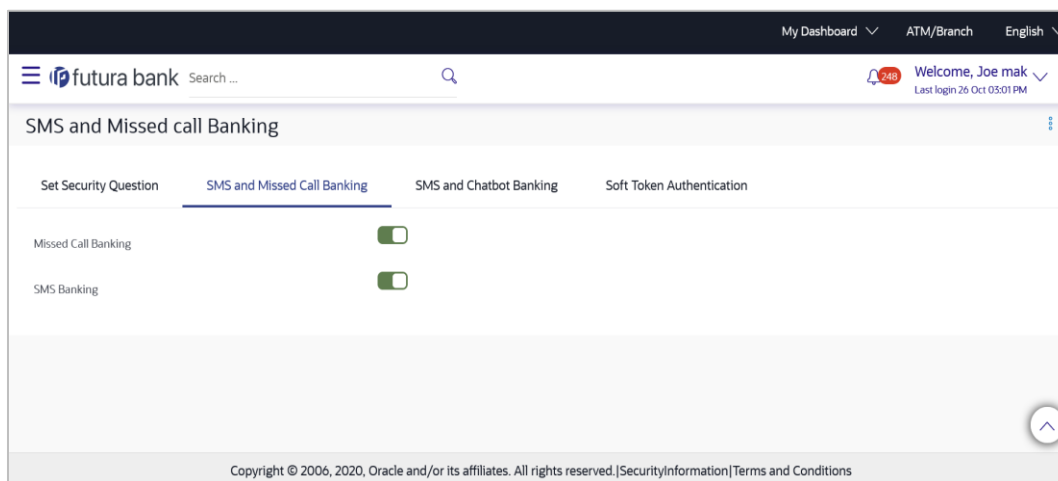 My Dashboard ATM/Branch English
futura bank Search ... 248 Welcome, Joe mak
Last login 26 Oct 03:01 PM
SMS and Missed call Banking
Set Security Question SMS and Missed Call Banking SMS and Chatbot Banking Soft Token Authentication
Missed Call Banking
SMS Banking
Copyright © 2006, 2020, Oracle and/or its affiliates. All rights reserved.|SecurityInformation|Terms and Conditions